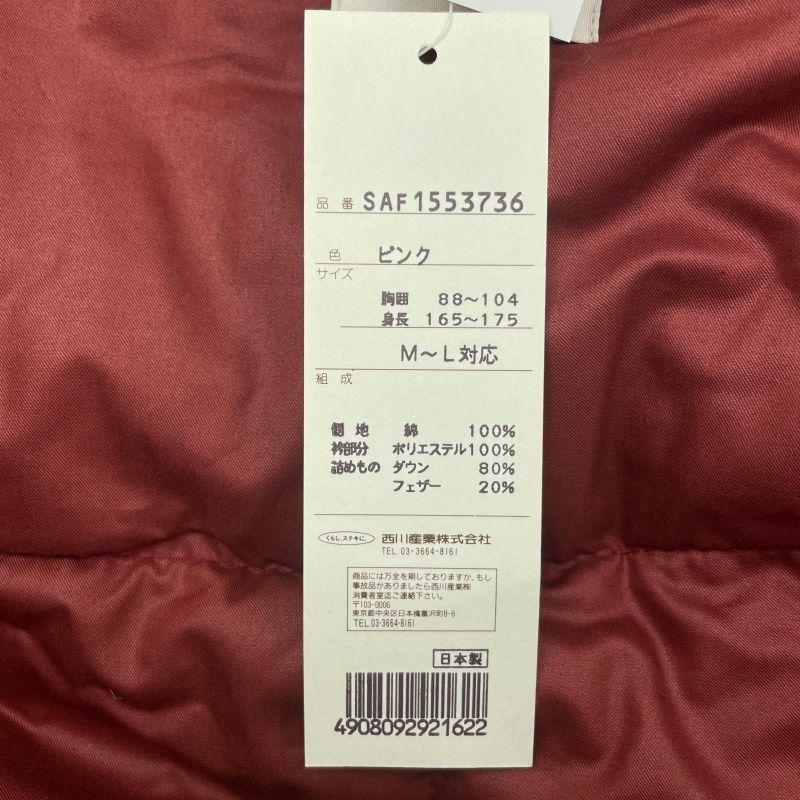 品番 SAF1553736
色 ピンク
サイズ
胸囲 88〜104
身長 165〜175
M〜L対応
組成
側地 綿 100%
衿部分 ポリエステル100%
詰めもの ダウン 80%
フェザー 20%
くらし、ステキに。 西川産業株式会社
TEL.03-3664-8161
商品には万全を期しておりますが、もし
事故品がありましたら西川産業㈱
消費者室迄ご連絡下さい。
〒103-0006
東京都中央区日本橋富沢町8-8
TEL.03-3664-8161
日本製
4908092921622